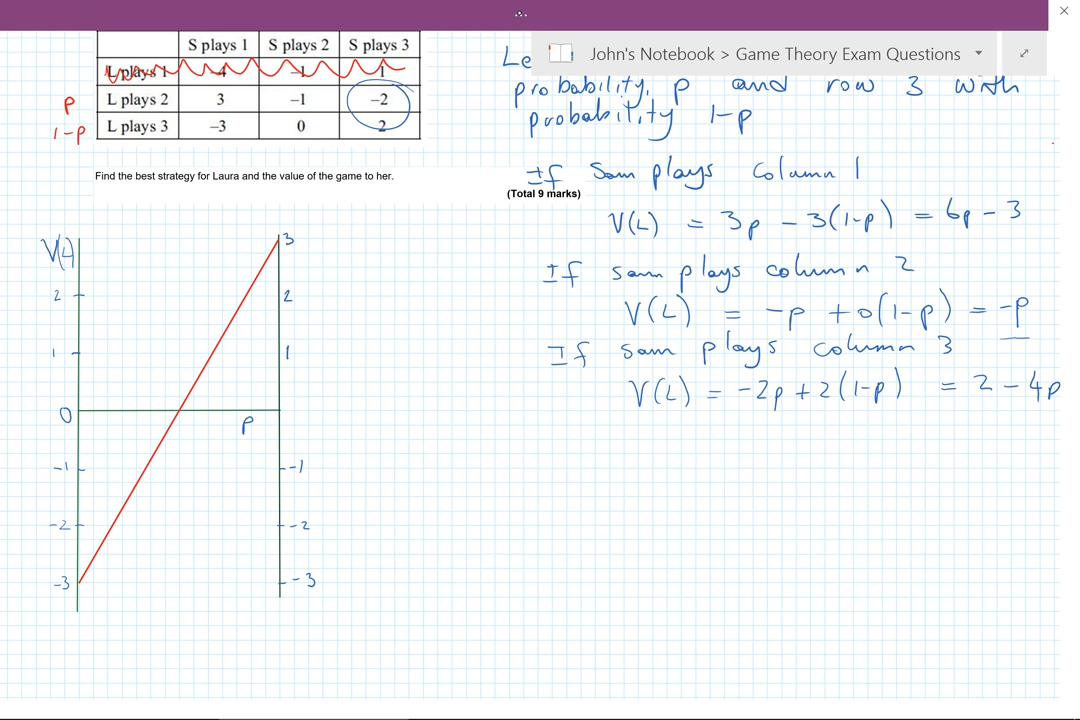 John's Notebook > Game Theory Exam Questions
S plays 1 S plays 2 S plays 3
L plays 1 -4 -1 1
p L plays 2 3 −1 −2
1-p L plays 3 −3 0 2
Find the best strategy for Laura and the value of the game to her.
(Total 9 marks)
Le
probability p and row 3 with
probability 1-p
If Sam plays column 1
V(L) = 3p - 3(1-p) = 6p - 3
If sam plays column 2
V(L) = -p + 0(1-p) = -p
If sam plays column 3
V(L) = -2p + 2(1-p) = 2 - 4p
V(L)
3
2 2
1 1
0
p
-1 -1
-2 -2
-3 -3